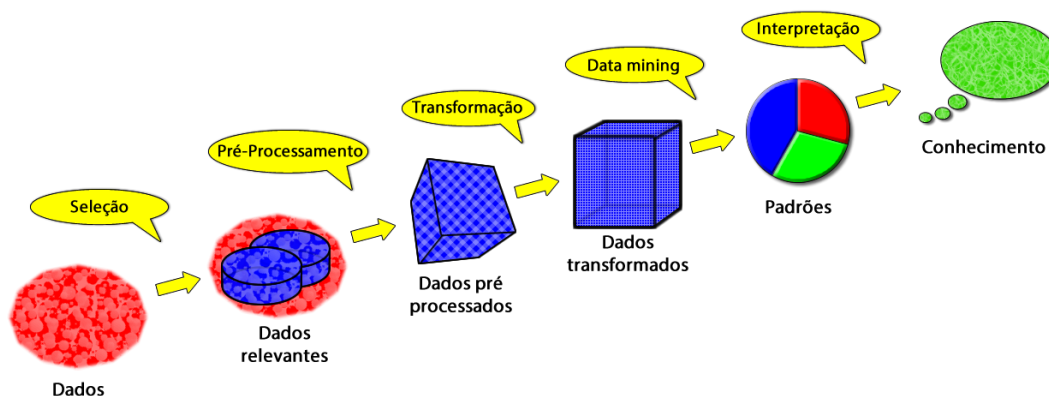 Seleção
Pré-Processamento
Transformação
Data mining
Interpretação
Dados
Dados
relevantes
Dados pré
processados
Dados
transformados
Padrões
Conhecimento